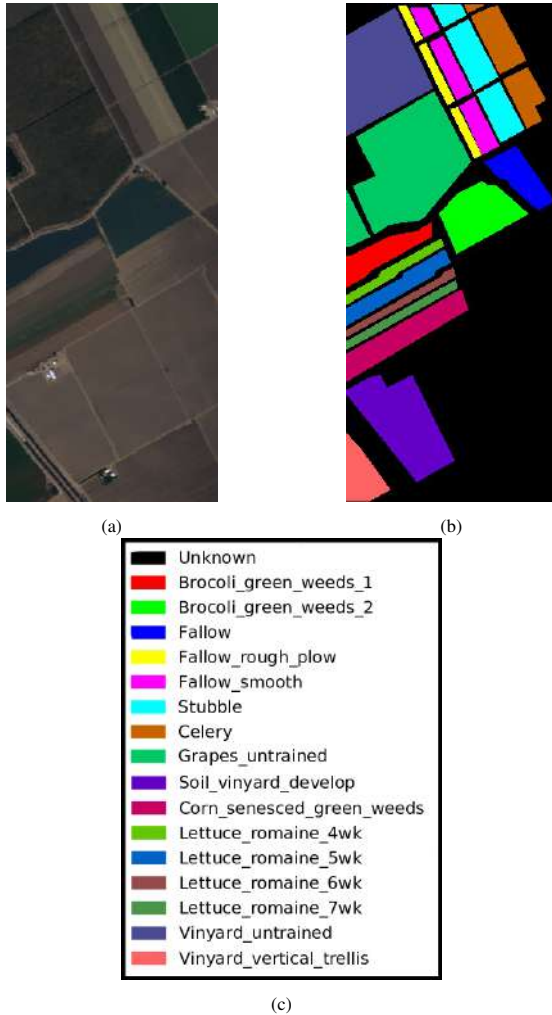 (a)
(b)
Unknown
Brocoli_green_weeds_1
Brocoli_green_weeds_2
Fallow
Fallow_rough_plow
Fallow_smooth
Stubble
Celery
Grapes_untrained
Soil_vinyard_develop
Corn_senesced_green_weeds
Lettuce_romaine_4wk
Lettuce_romaine_5wk
Lettuce_romaine_6wk
Lettuce_romaine_7wk
Vinyard_untrained
Vinyard_vertical_trellis
(c)